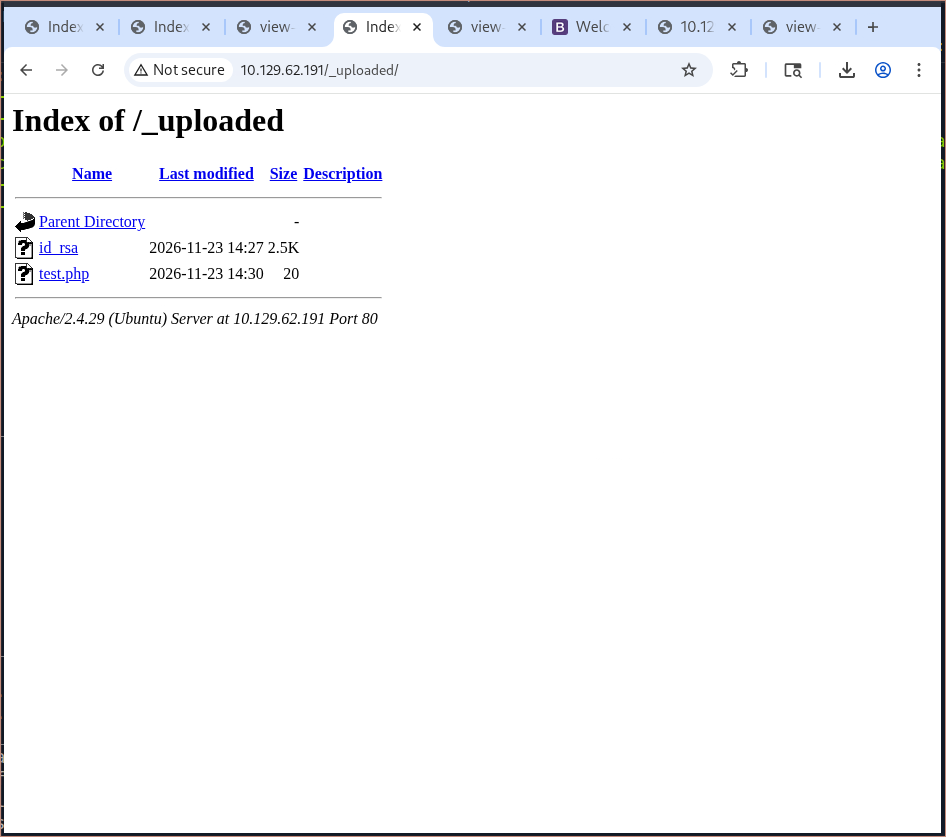 Index
Index
view-
Index
view-
Welc
10.12
view-
Not secure
10.129.62.191/_uploaded/
Index of /_uploaded
Name Last modified Size Description
Parent Directory -
id_rsa 2026-11-23 14:27 2.5K
test.php 2026-11-23 14:30 20
Apache/2.4.29 (Ubuntu) Server at 10.129.62.191 Port 80